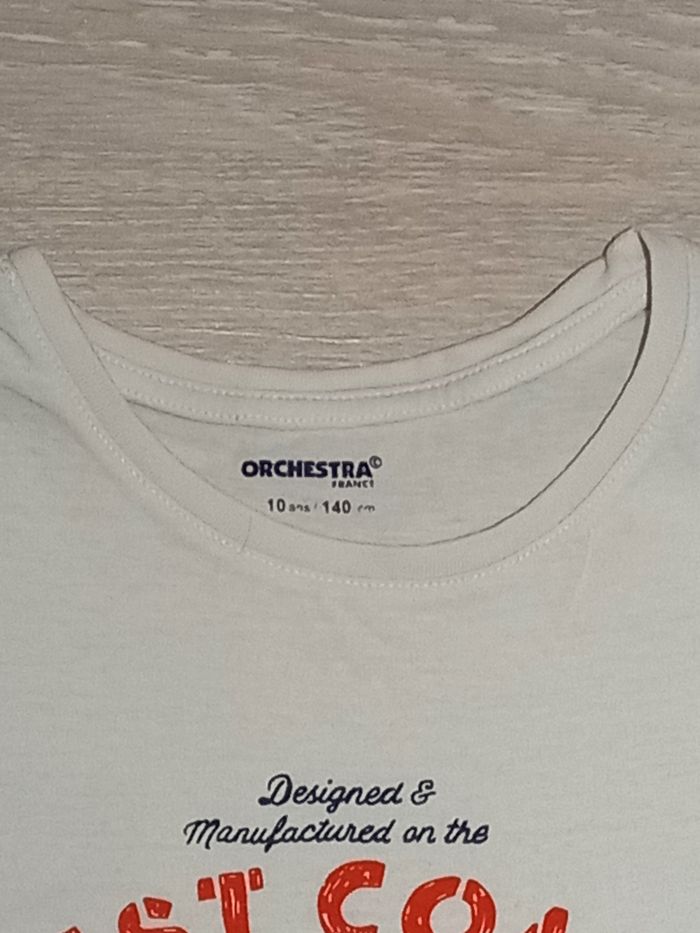 ORCHESTRA©
FRANCE
10 ans / 140 cm
Designed &
Manufactured on the